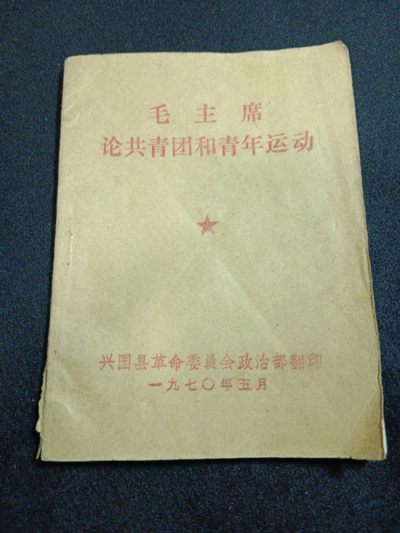 毛主席
论共青团和青年运动
兴国县革命委員会政治部翻印
一九七〇年五月